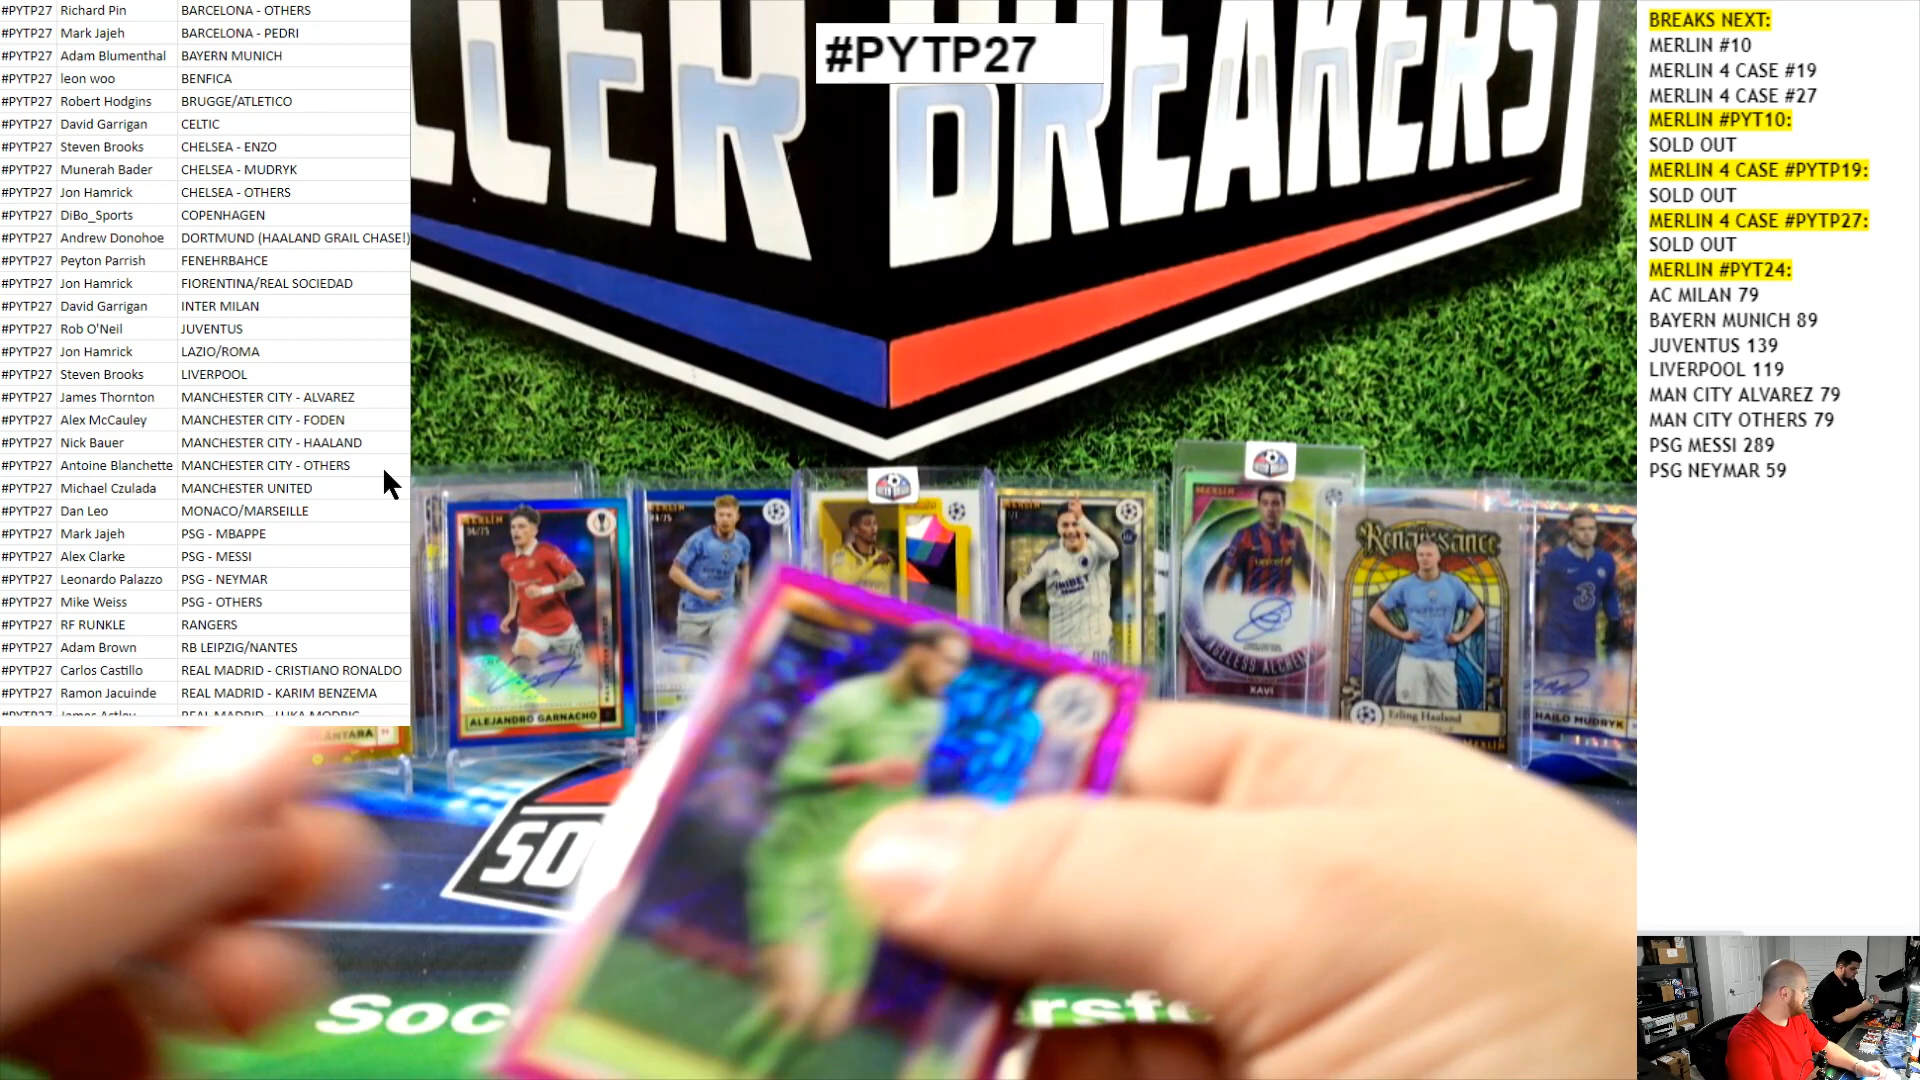 #PYTP27 Richard Pin BARCELONA - OTHERS
#PYTP27 Mark Jajeh BARCELONA - PEDRI
#PYTP27 Adam Blumenthal BAYERN MUNICH
#PYTP27 leon woo BENFICA
#PYTP27 Robert Hodgins BRUGGE/ATLETICO
#PYTP27 David Garrigan CELTIC
#PYTP27 Steven Brooks CHELSEA - ENZO
#PYTP27 Munerah Bader CHELSEA - MUDRYK
#PYTP27 Jon Hamrick CHELSEA - OTHERS
#PYTP27 DiBo_Sports COPENHAGEN
#PYTP27 Andrew Donohoe DORTMUND (HAALAND GRAIL CHASE!)
#PYTP27 Peyton Parrish FENEHRBAHCE
#PYTP27 Jon Hamrick FIORENTINA/REAL SOCIEDAD
#PYTP27 David Garrigan INTER MILAN
#PYTP27 Rob O'Neil JUVENTUS
#PYTP27 Jon Hamrick LAZIO/ROMA
#PYTP27 Steven Brooks LIVERPOOL
#PYTP27 James Thornton MANCHESTER CITY - ALVAREZ
#PYTP27 Alex McCauley MANCHESTER CITY - FODEN
#PYTP27 Nick Bauer MANCHESTER CITY - HAALAND
#PYTP27 Antoine Blanchette MANCHESTER CITY - OTHERS
#PYTP27 Michael Czulada MANCHESTER UNITED
#PYTP27 Dan Leo MONACO/MARSEILLE
#PYTP27 Mark Jajeh PSG - MBAPPE
#PYTP27 Alex Clarke PSG - MESSI
#PYTP27 Leonardo Palazzo PSG - NEYMAR
#PYTP27 Mike Weiss PSG - OTHERS
#PYTP27 RF RUNKLE RANGERS
#PYTP27 Adam Brown RB LEIPZIG/NANTES
#PYTP27 Carlos Castillo REAL MADRID - CRISTIANO RONALDO
#PYTP27 Ramon Jacuinde REAL MADRID - KARIM BENZEMA
#PYTP27 James Astley REAL MADRID - LUKA MODRIC
#PYTP27
BREAKERS
MERLIN
ALEJANDRO GARNACHO
MERLIN
MERLIN
MERLIN
XAVI
Renaissance
Erling Haaland
MERLIN
BREAKS NEXT:
MERLIN #10
MERLIN 4 CASE #19
MERLIN 4 CASE #27
MERLIN #PYT10:
SOLD OUT
MERLIN 4 CASE #PYTP19:
SOLD OUT
MERLIN 4 CASE #PYTP27:
SOLD OUT
MERLIN #PYT24:
AC MILAN 79
BAYERN MUNICH 89
JUVENTUS 139
LIVERPOOL 119
MAN CITY ALVAREZ 79
MAN CITY OTHERS 79
PSG MESSI 289
PSG NEYMAR 59